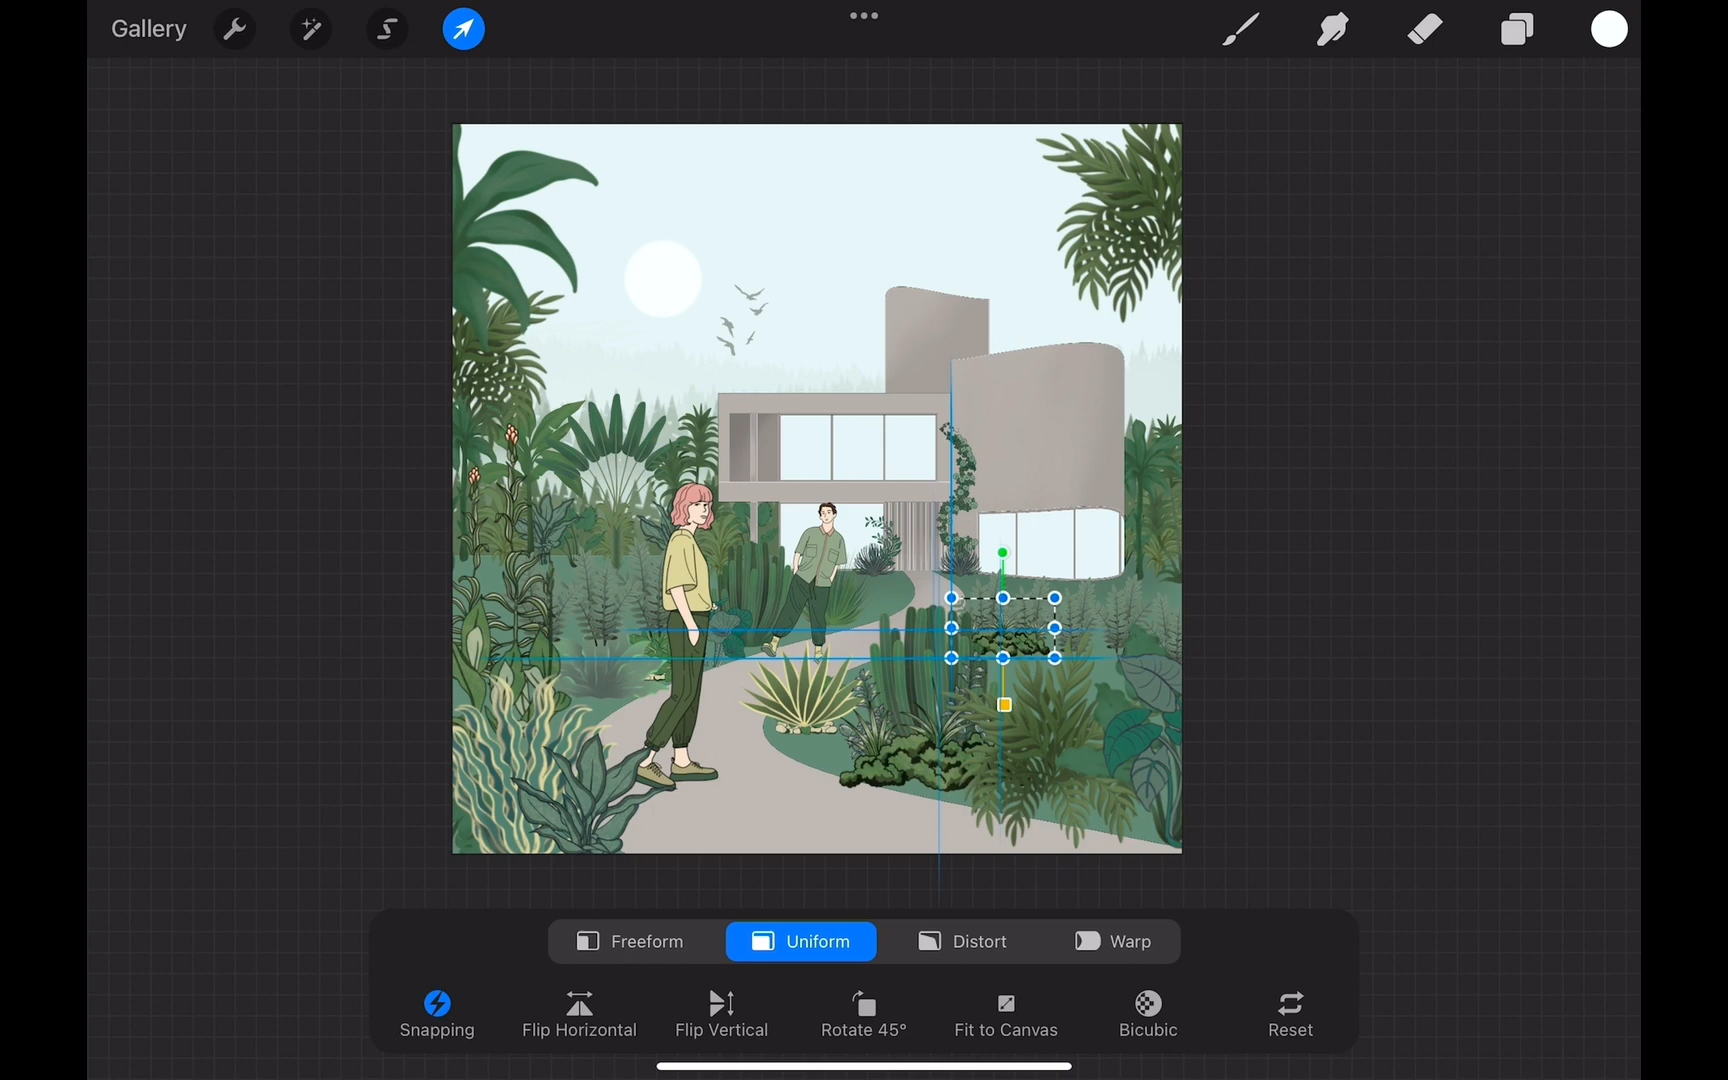 Gallery
Freeform
Uniform
Distort
Warp
Snapping
Flip Horizontal
Flip Vertical
Rotate 45°
Fit to Canvas
Bicubic
Reset